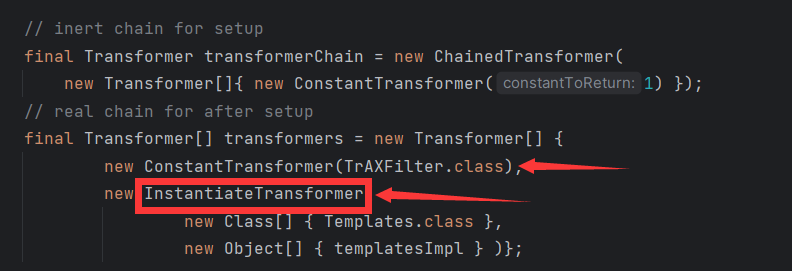 // inert chain for setup
final Transformer transformerChain = new ChainedTransformer(
new Transformer[]{ new ConstantTransformer( constantToReturn: 1) });
// real chain for after setup
final Transformer[] transformers = new Transformer[] {
new ConstantTransformer(TrAXFilter.class),
new InstantiateTransformer
new Class[] { Templates.class },
new Object[] { templatesImpl } )};